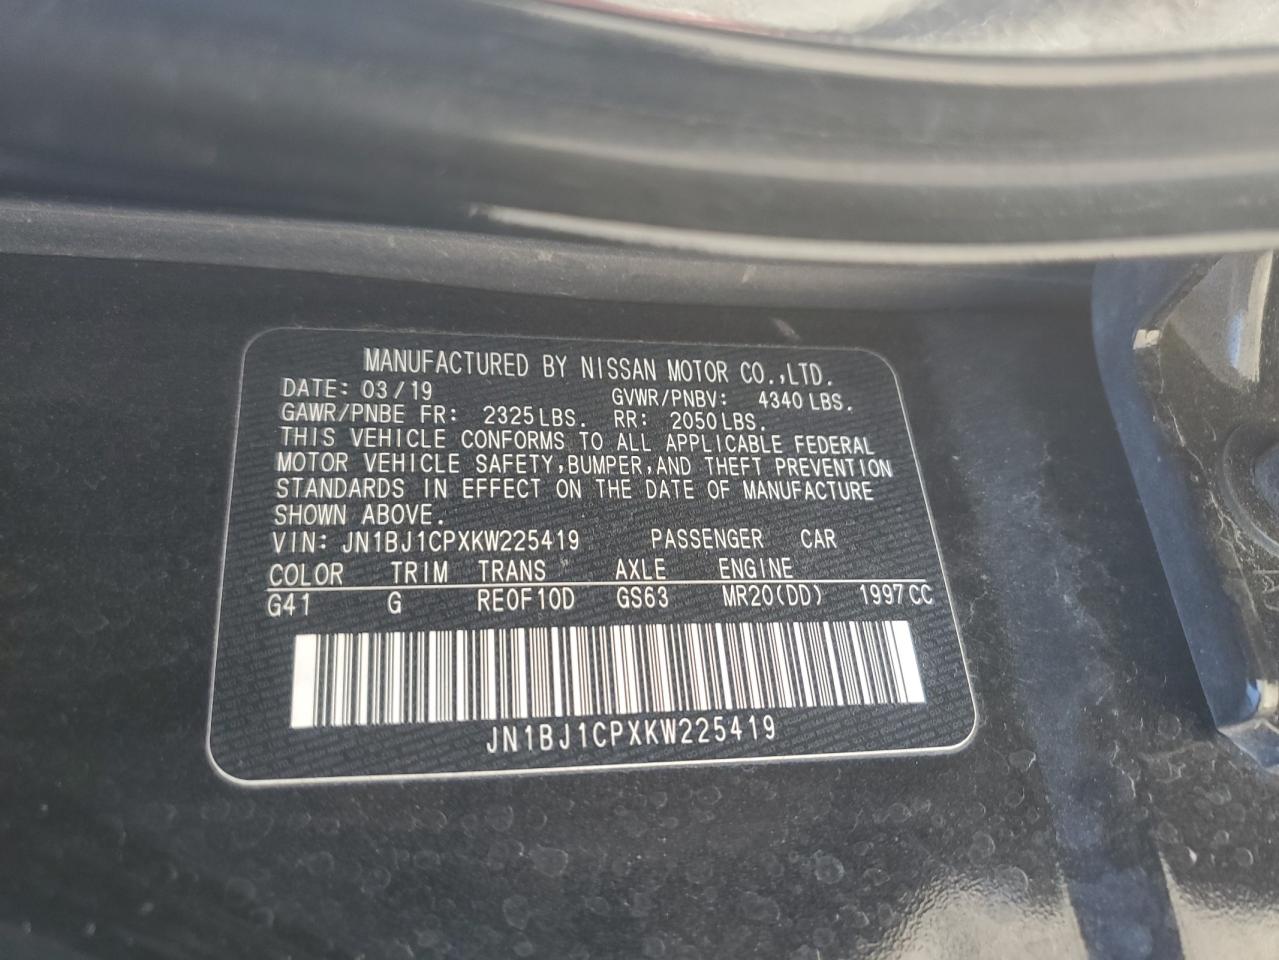 MANUFACTURED BY NISSAN MOTOR CO.,LTD.
DATE: 03/19 GVWR/PNBV: 4340 LBS.
GAWR/PNBE FR: 2325 LBS. RR: 2050 LBS.
THIS VEHICLE CONFORMS TO ALL APPLICABLE FEDERAL
MOTOR VEHICLE SAFETY, BUMPER, AND THEFT PREVENTION
STANDARDS IN EFFECT ON THE DATE OF MANUFACTURE
SHOWN ABOVE.
VIN: JN1BJ1CPXKW225419 PASSENGER CAR
COLOR TRIM TRANS AXLE ENGINE
G41 G RE0F10D GS63 MR20(DD) 1997 CC
JN1BJ1CPXKW225419